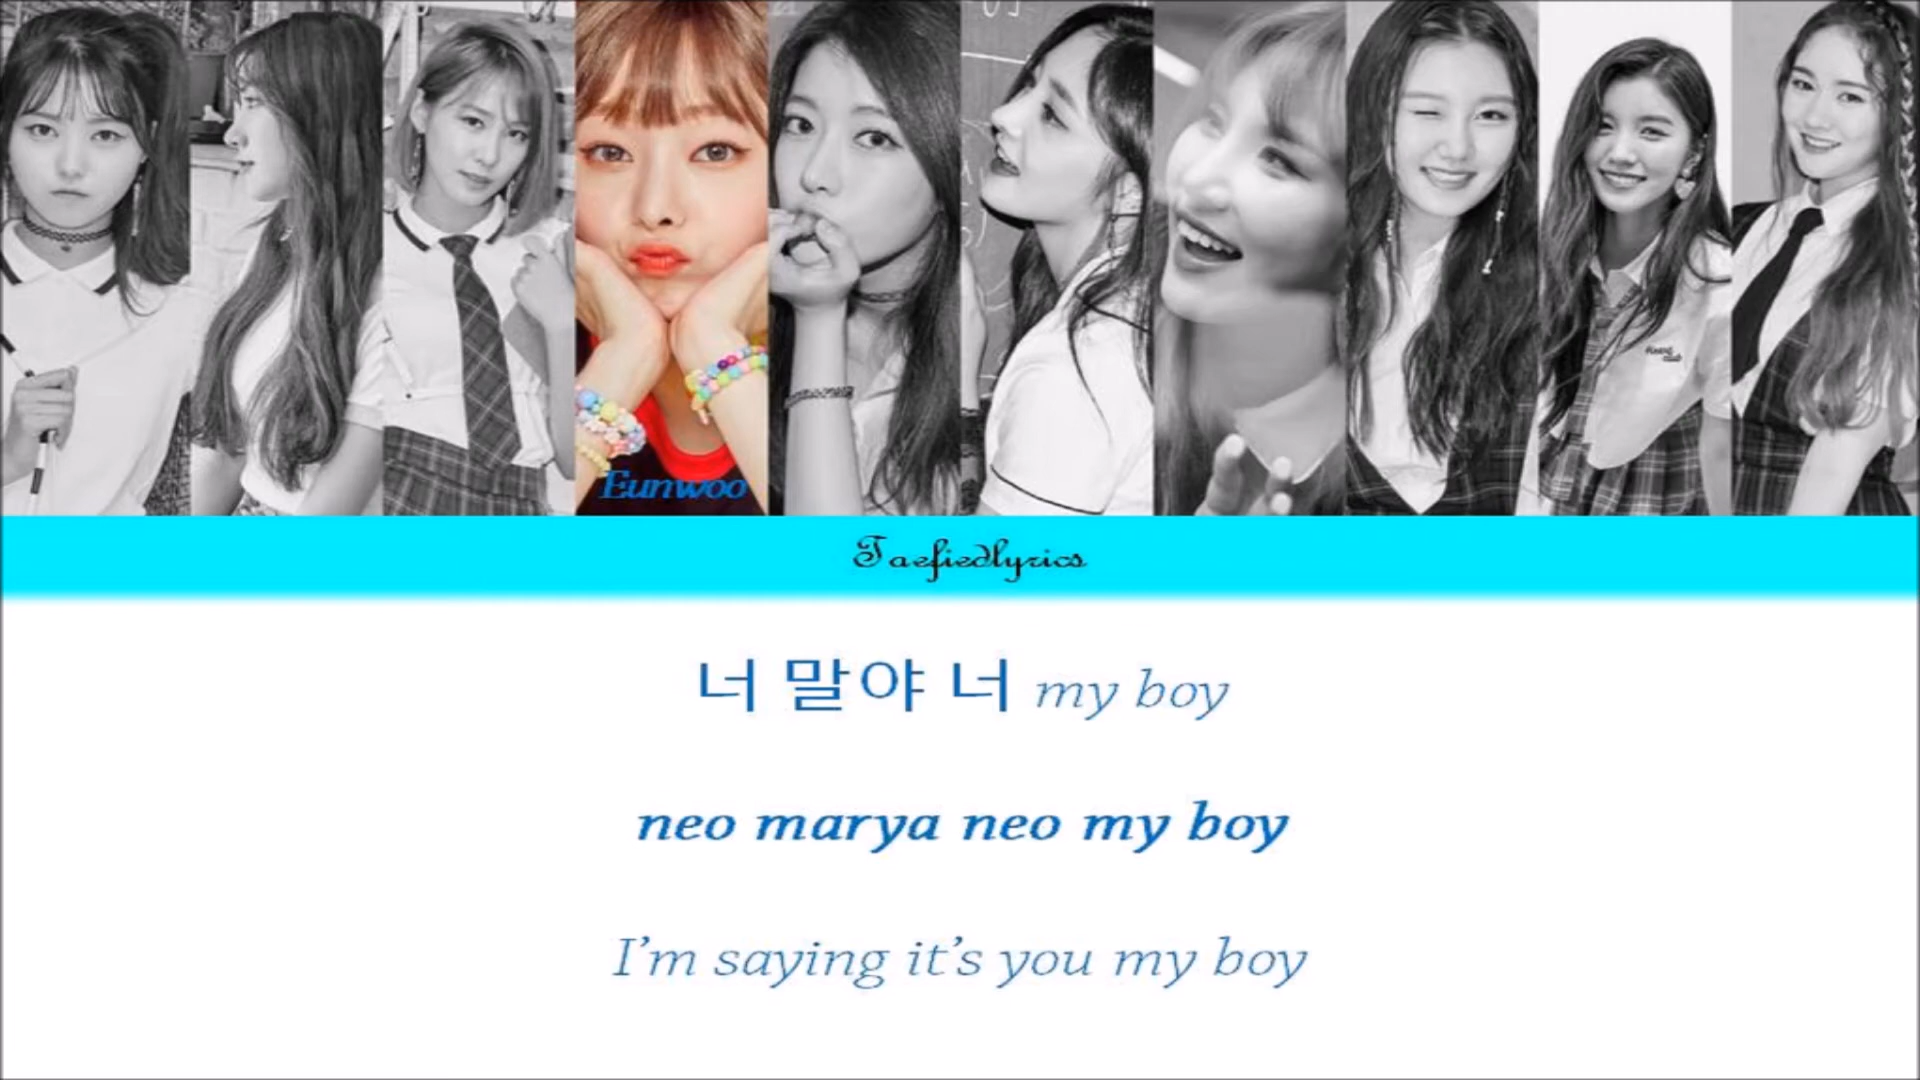 Eunwoo
Taefiedlyrics
너 말야 너 my boy
neo marya neo my boy
I'm saying it's you my boy